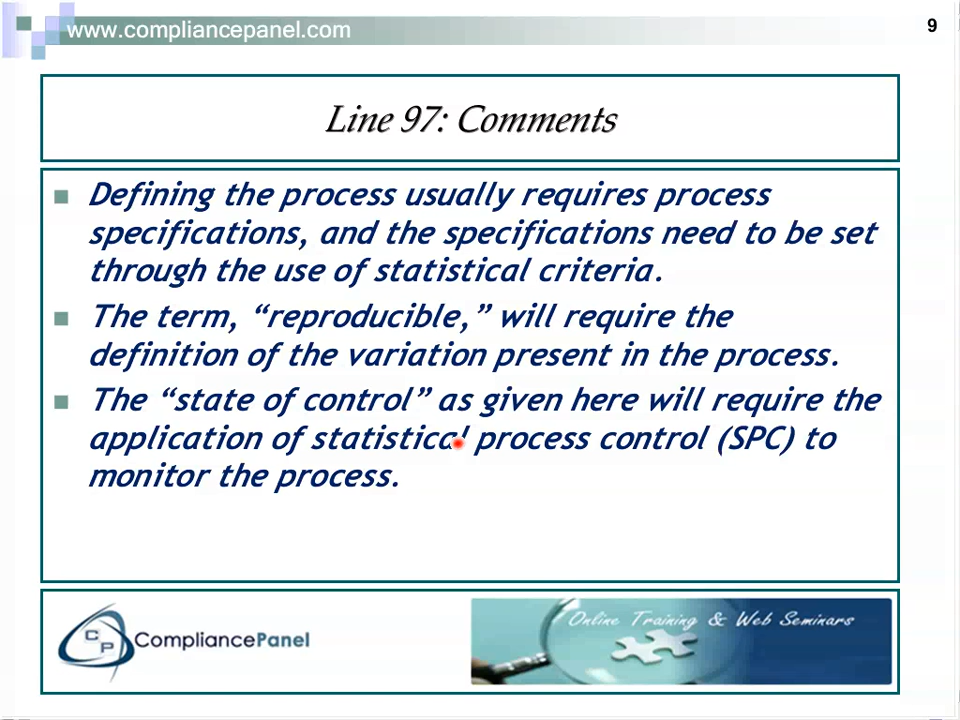 www.compliancepanel.com
9
Line 97: Comments
Defining the process usually requires process
specifications, and the specifications need to be set
through the use of statistical criteria.
The term, “reproducible,” will require the
definition of the variation present in the process.
The “state of control” as given here will require the
application of statistical process control (SPC) to
monitor the process.
CP CompliancePanel
Online Training & Web Seminars